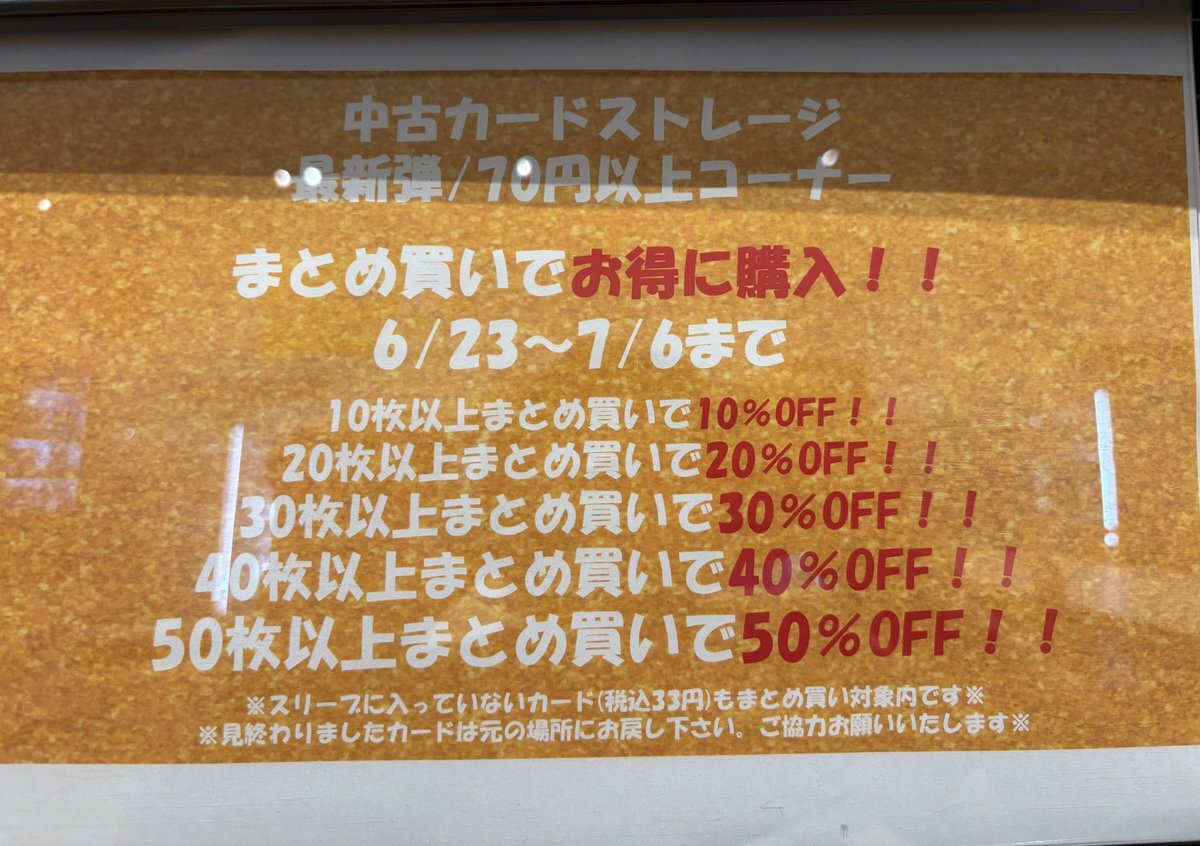 中古カードストレージ
最新弾/70円以上コーナー
まとめ買いでお得に購入！！
6/23～7/6まで
10枚以上まとめ買いで10％OFF！！
20枚以上まとめ買いで20％OFF！！
30枚以上まとめ買いで30％OFF！！
40枚以上まとめ買いで40％OFF！！
50枚以上まとめ買いで50％OFF！！
※スリーブに入っていないカード(税込33円)もまとめ買い対象内です※
※見終わりましたカードは元の場所にお戻し下さい。ご協力お願いいたします※